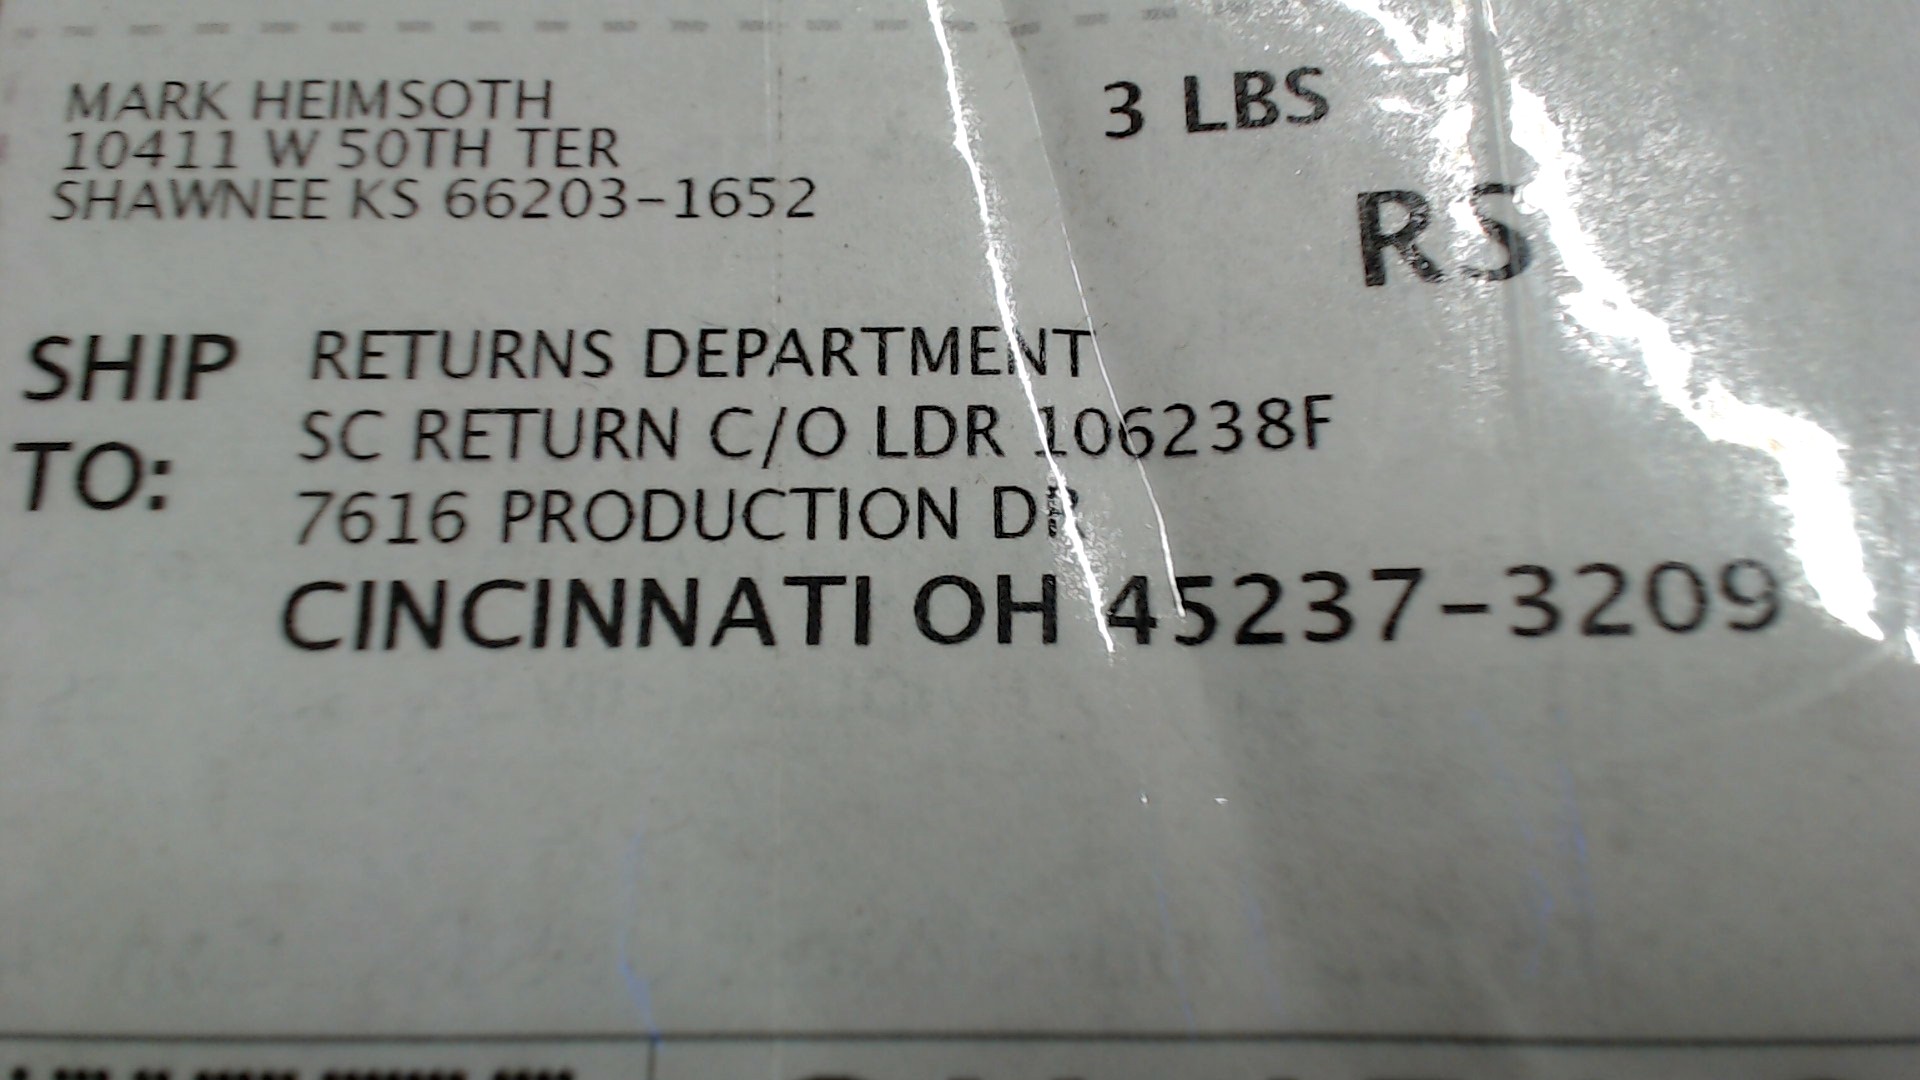 MARK HEIMSOTH
10411 W 50TH TER
SHAWNEE KS 66203-1652
3 LBS
RS
SHIP TO:
RETURNS DEPARTMENT
SC RETURN C/O LDR 106238F
7616 PRODUCTION DR
CINCINNATI OH 45237-3209